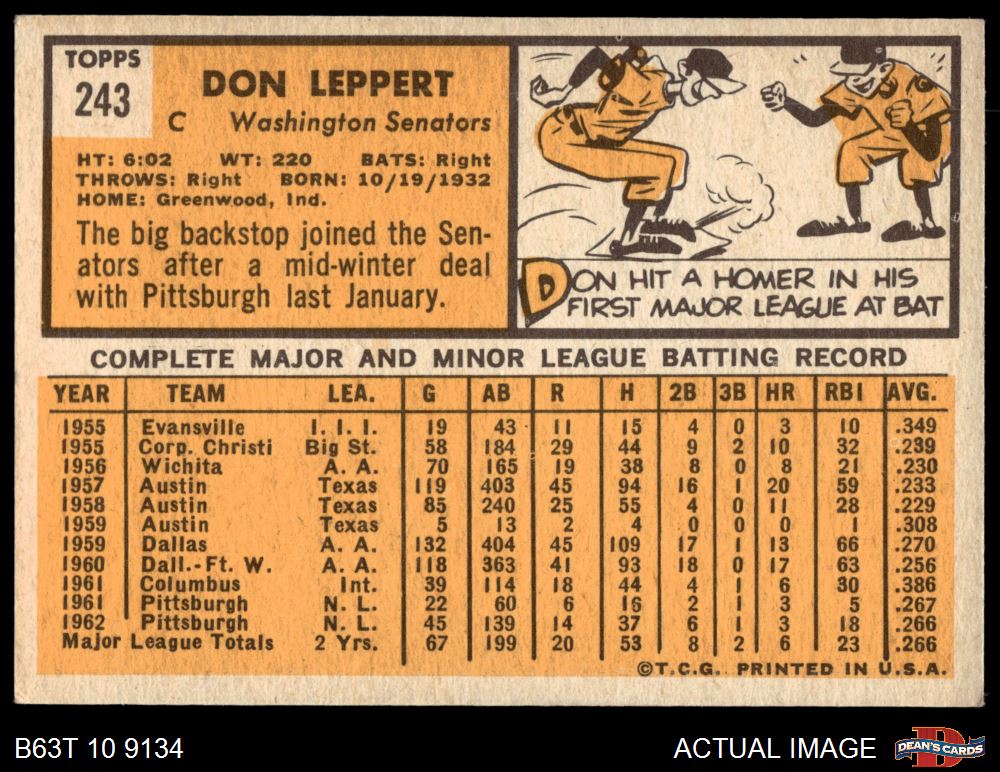 TOPPS
243
DON LEPPERT
C Washington Senators
HT: 6:02 WT: 220 BATS: Right
THROWS: Right BORN: 10/19/1932
HOME: Greenwood, Ind.
The big backstop joined the Sen-
ators after a mid-winter deal
with Pittsburgh last January.
DON HIT A HOMER IN HIS
FIRST MAJOR LEAGUE AT BAT
COMPLETE MAJOR AND MINOR LEAGUE BATTING RECORD
YEAR TEAM LEA. G AB R H 2B 3B HR RBI AVG.
1955 Evansville I. I. I. 19 43 11 15 4 0 3 10 .349
1955 Corp. Christi Big St. 58 184 29 44 9 2 10 32 .239
1956 Wichita A. A. 70 165 19 38 8 0 8 21 .230
1957 Austin Texas 119 403 45 94 16 1 20 59 .233
1958 Austin Texas 85 240 25 55 4 0 11 28 .229
1959 Austin Texas 5 13 2 4 0 0 0 1 .308
1959 Dallas A. A. 132 404 45 109 17 1 13 66 .270
1960 Dall.-Ft. W. A. A. 118 363 41 93 18 0 17 63 .256
1961 Columbus Int. 39 114 18 44 4 1 6 30 .386
1961 Pittsburgh N. L. 22 60 6 16 2 1 3 5 .267
1962 Pittsburgh N. L. 45 139 14 37 6 1 3 18 .266
Major League Totals 2 Yrs. 67 199 20 53 8 2 6 23 .266
©T.C.G. PRINTED IN U.S.A.
B63T 10 9134
ACTUAL IMAGE
D
DEAN'S CARDS